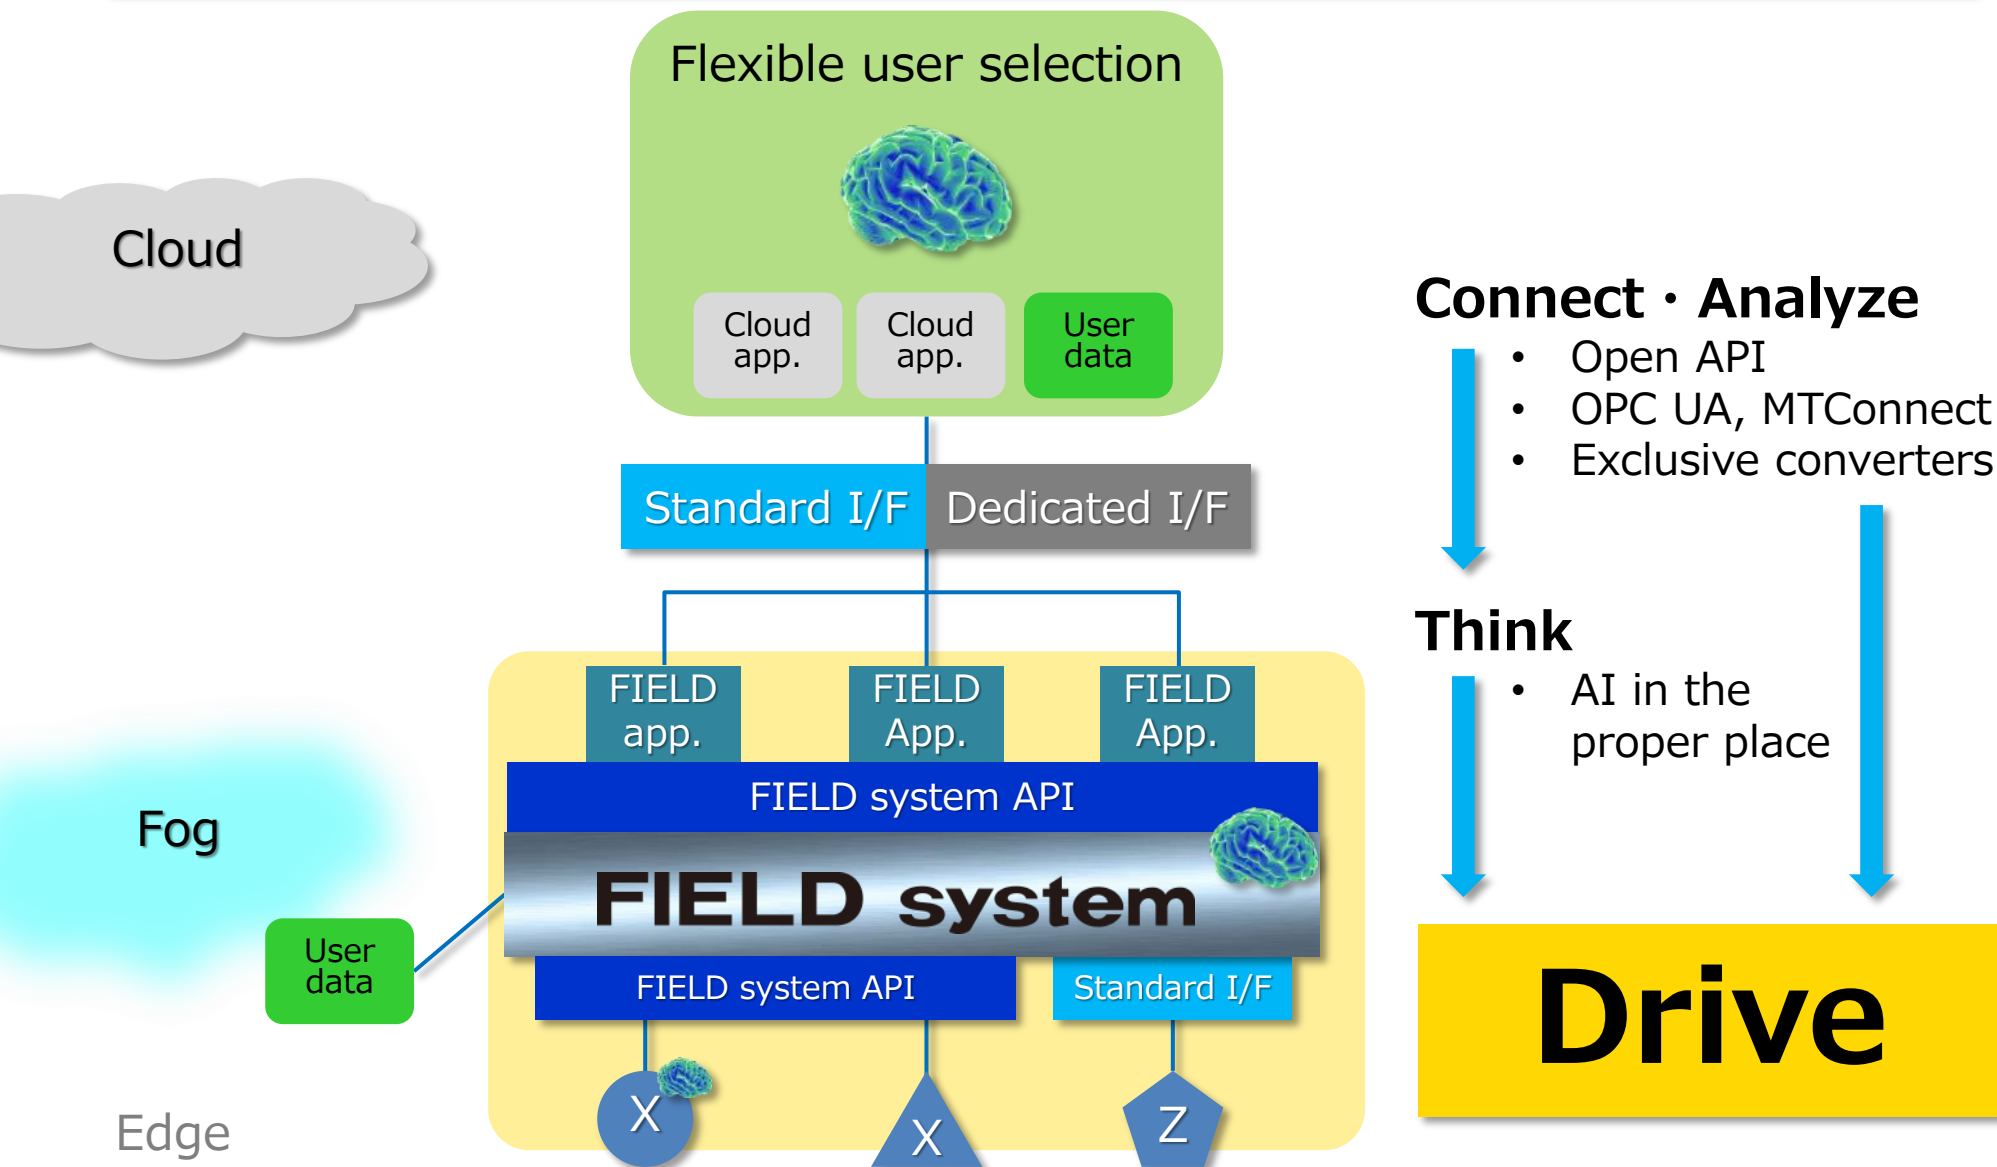 Flexible user selection
Cloud
Cloud
app.
Cloud
app.
User
data
Standard I/F
Dedicated I/F
FIELD
app.
FIELD
App.
FIELD
App.
FIELD system API
Fog
FIELD system
User
data
FIELD system API
Standard I/F
X
X
Z
Edge
Connect・Analyze
• Open API
• OPC UA, MTConnect
• Exclusive converters
Think
• AI in the
proper place
Drive